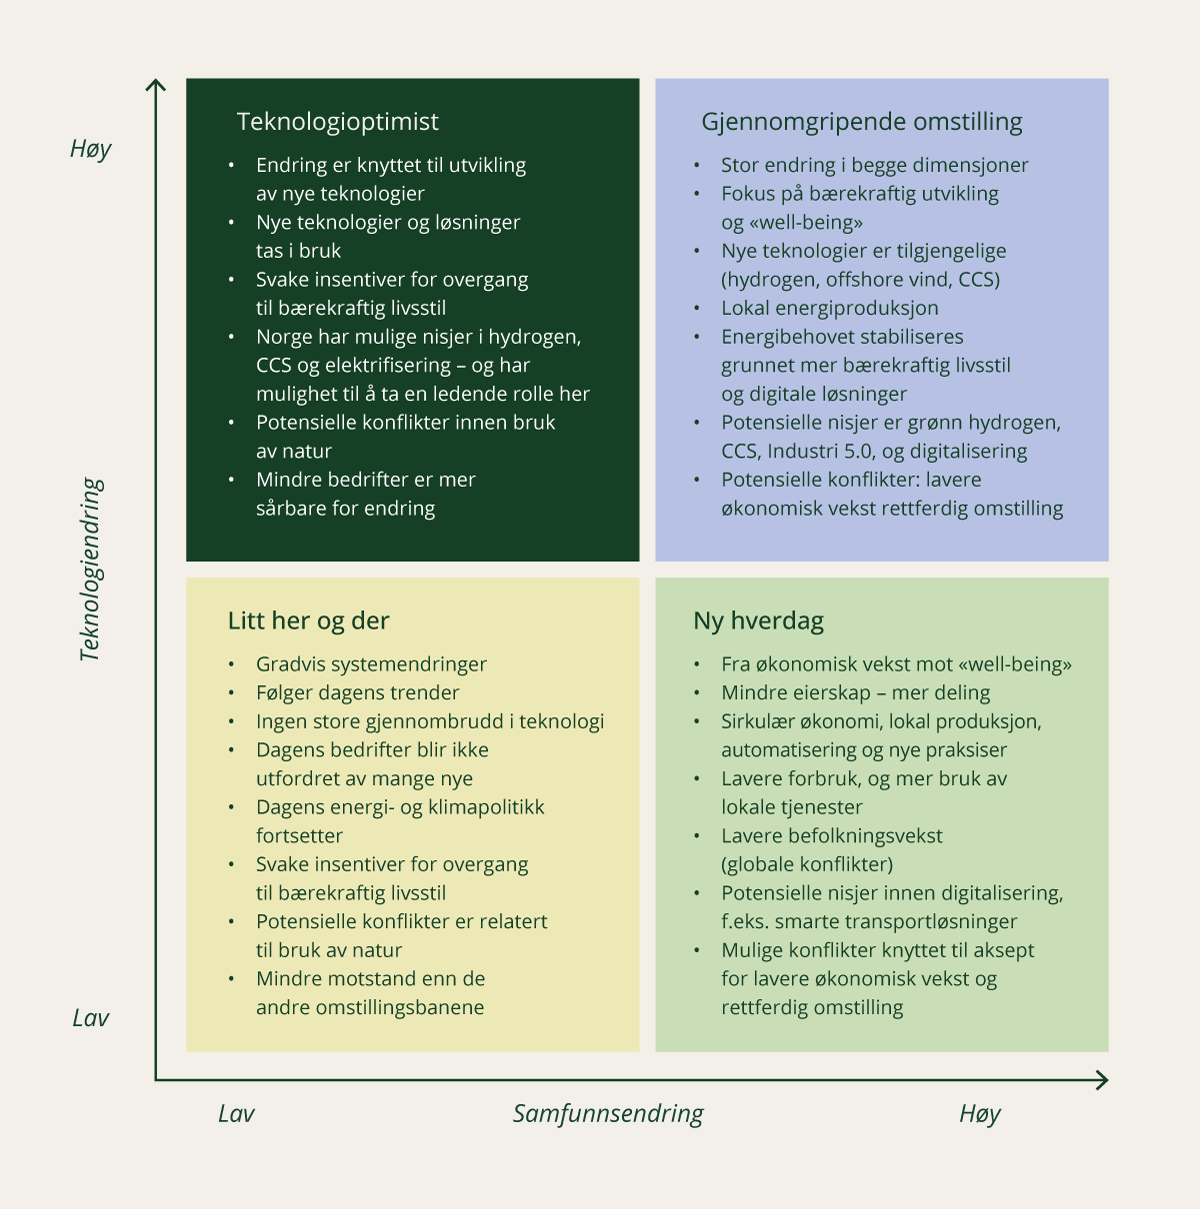 Høy
Teknologiendring
Lav
Teknologioptimist
• Endring er knyttet til utvikling
av nye teknologier
• Nye teknologier og løsninger
tas i bruk
• Svake insentiver for overgang
til bærekraftig livsstil
• Norge har mulige nisjer i hydrogen,
CCS og elektrifisering – og har
mulighet til å ta en ledende rolle her
• Potensielle konflikter innen bruk
av natur
• Mindre bedrifter er mer
sårbare for endring
Gjennomgripende omstilling
• Stor endring i begge dimensjoner
• Fokus på bærekraftig utvikling
og «well-being»
• Nye teknologier er tilgjengelige
(hydrogen, offshore vind, CCS)
• Lokal energiproduksjon
• Energibehovet stabiliseres
grunnet mer bærekraftig livsstil
og digitale løsninger
• Potensielle nisjer er grønn hydrogen,
CCS, Industri 5.0, og digitalisering
• Potensielle konflikter: lavere
økonomisk vekst rettferdig omstilling
Litt her og der
• Gradvis systemendringer
• Følger dagens trender
• Ingen store gjennombrudd i teknologi
• Dagens bedrifter blir ikke
utfordret av mange nye
• Dagens energi- og klimapolitikk
fortsetter
• Svake insentiver for overgang
til bærekraftig livsstil
• Potensielle konflikter er relatert
til bruk av natur
• Mindre motstand enn de
andre omstillingsbanene
Ny hverdag
• Fra økonomisk vekst mot «well-being»
• Mindre eierskap – mer deling
• Sirkulær økonomi, lokal produksjon,
automatisering og nye praksiser
• Lavere forbruk, og mer bruk av
lokale tjenester
• Lavere befolkningsvekst
(globale konflikter)
• Potensielle nisjer innen digitalisering,
f.eks. smarte transportløsninger
• Mulige konflikter knyttet til aksept
for lavere økonomisk vekst og
rettferdig omstilling
Lav
Samfunnsendring
Høy